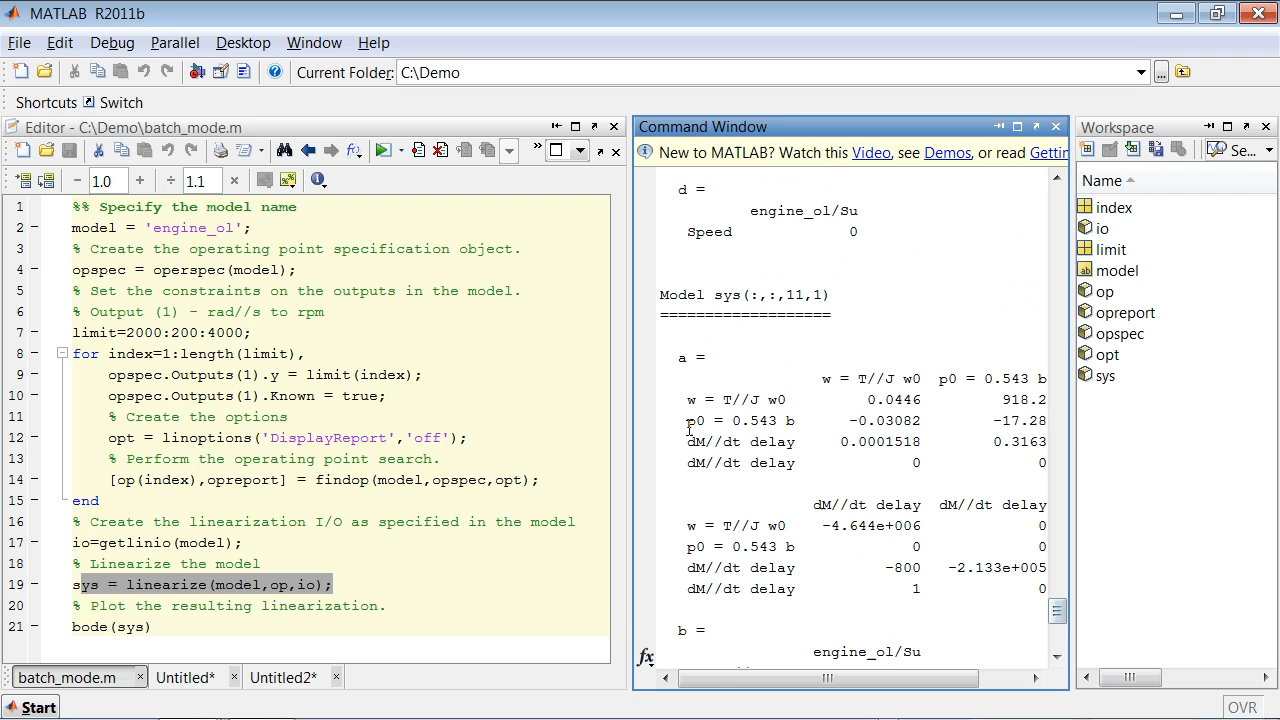 MATLAB R2011b
File Edit Debug Parallel Desktop Window Help
Current Folder: C:\Demo
...
Shortcuts Switch
Editor - C:\Demo\batch_mode.m
1.0
1.1
1 %% Specify the model name
2 model = 'engine_ol';
3 % Create the operating point specification object.
4 opspec = operspec(model);
5 % Set the constraints on the outputs in the model.
6 % Output (1) - rad//s to rpm
7 limit=2000:200:4000;
8 for index=1:length(limit),
9 opspec.Outputs(1).y = limit(index);
10 opspec.Outputs(1).Known = true;
11 % Create the options
12 opt = linoptions('DisplayReport','off');
13 % Perform the operating point search.
14 [op(index),opreport] = findop(model,opspec,opt);
15 end
16 % Create the linearization I/O as specified in the model
17 io=getlinio(model);
18 % Linearize the model
19 sys = linearize(model,op,io);
20 % Plot the resulting linearization.
21 bode(sys)
batch_mode.m Untitled* Untitled2*
Command Window
New to MATLAB? Watch this Video, see Demos, or read Gettin
d =
engine_ol/Su
Speed 0
Model sys(:,:,11,1)
===================
a =
w = T//J w0 p0 = 0.543 b
w = T//J w0 0.0446 918.2
p0 = 0.543 b -0.03082 -17.28
dM//dt delay 0.0001518 0.3163
dM//dt delay 0 0
dM//dt delay dM//dt delay
w = T//J w0 -4.644e+006 0
p0 = 0.543 b 0 0
dM//dt delay -800 -2.133e+005
dM//dt delay 1 0
b =
engine_ol/Su
fx
Workspace
Se...
Name
index
io
limit
model
op
opreport
opspec
opt
sys
Start
OVR